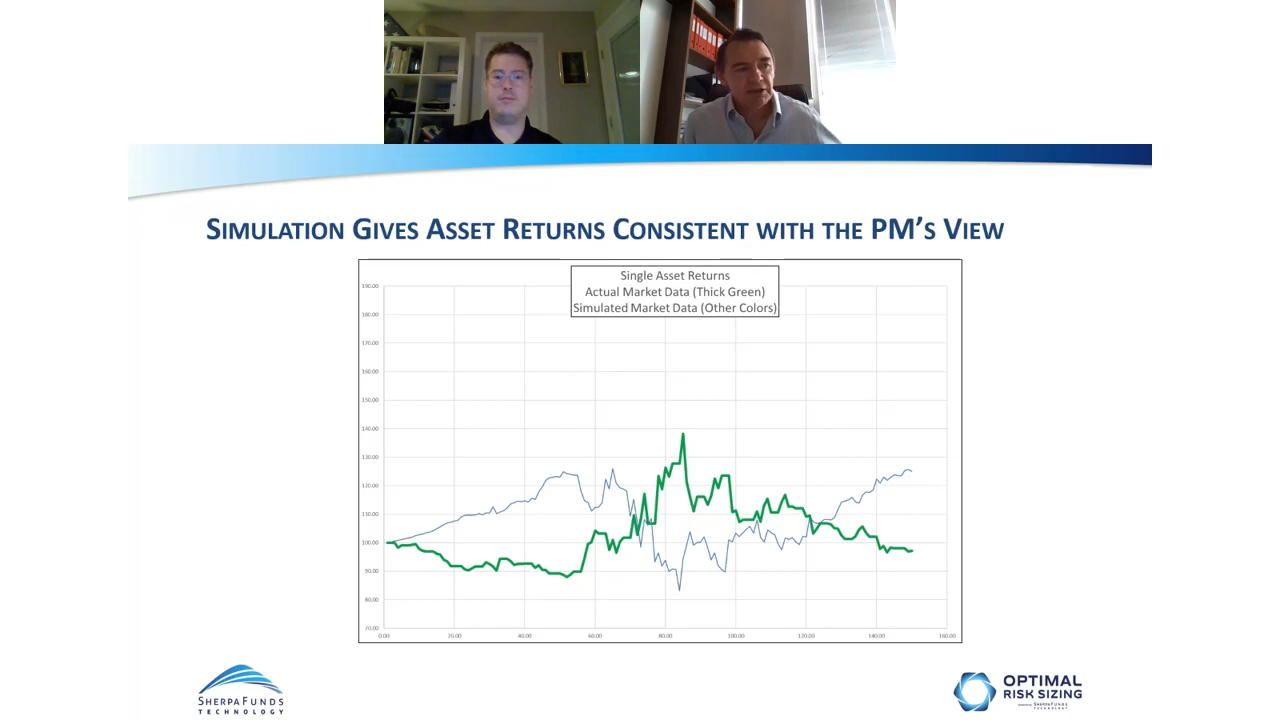 SIMULATION GIVES ASSET RETURNS CONSISTENT WITH THE PM'S VIEW
Single Asset Returns
Actual Market Data (Thick Green)
Simulated Market Data (Other Colors)
190.00
180.00
170.00
160.00
150.00
140.00
130.00
120.00
110.00
100.00
90.00
80.00
70.00
0.00 20.00 40.00 60.00 80.00 100.00 120.00 140.00 160.00
SHERPAFUNDS
TECHNOLOGY
OPTIMAL
RISK SIZING
SHERPAFUNDS
TECHNOLOGY